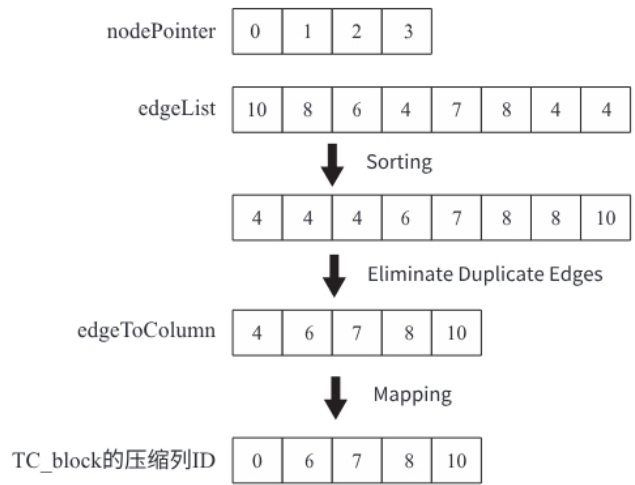 nodePointer 0 1 2 3
edgeList 10 8 6 4 7 8 4 4
Sorting
4 4 4 6 7 8 8 10
Eliminate Duplicate Edges
edgeToColumn 4 6 7 8 10
Mapping
TC_block的压缩列ID 0 6 7 8 10